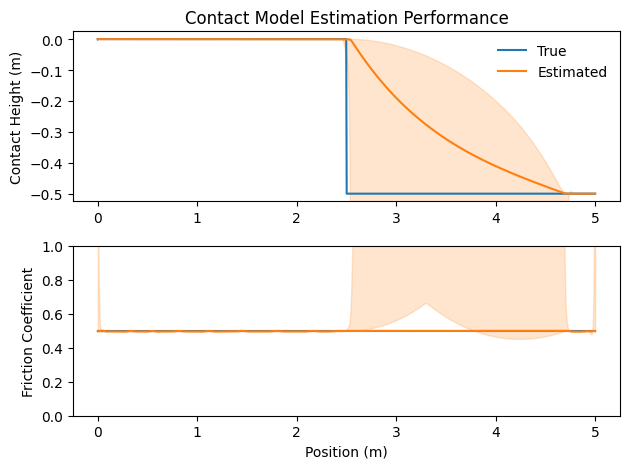 Contact Model Estimation Performance
Contact Height (m)
0.0
−0.1
−0.2
−0.3
−0.4
−0.5
True
Estimated
0 1 2 3 4 5
Friction Coefficient
1.0
0.8
0.6
0.4
0.2
0.0
0 1 2 3 4 5
Position (m)